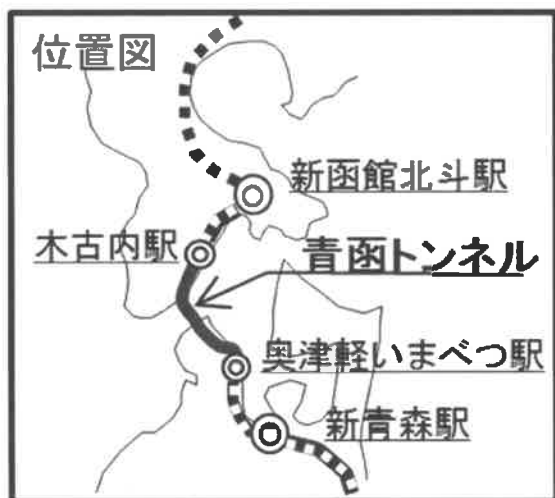 位置図
新函館北斗駅
木古内駅
青函トンネル
奥津軽いまべつ駅
新青森駅